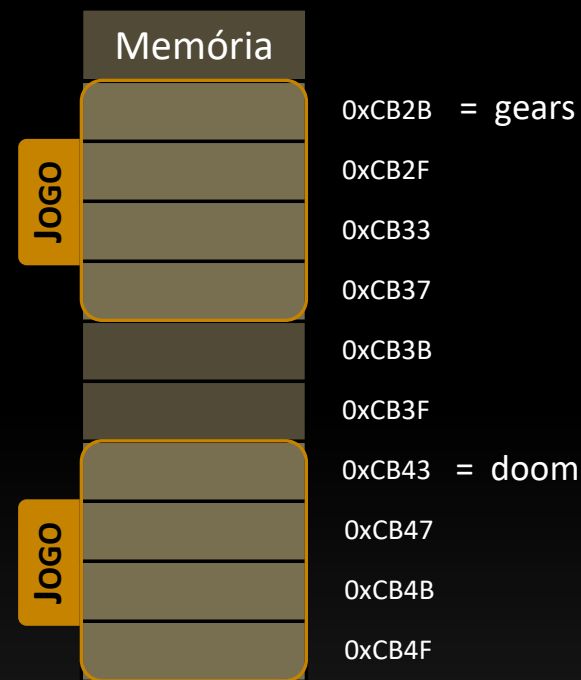 Memória
0xCB2B = gears
JOGO
0xCB2F
0xCB33
0xCB37
0xCB3B
0xCB3F
0xCB43 = doom
JOGO
0xCB47
0xCB4B
0xCB4F